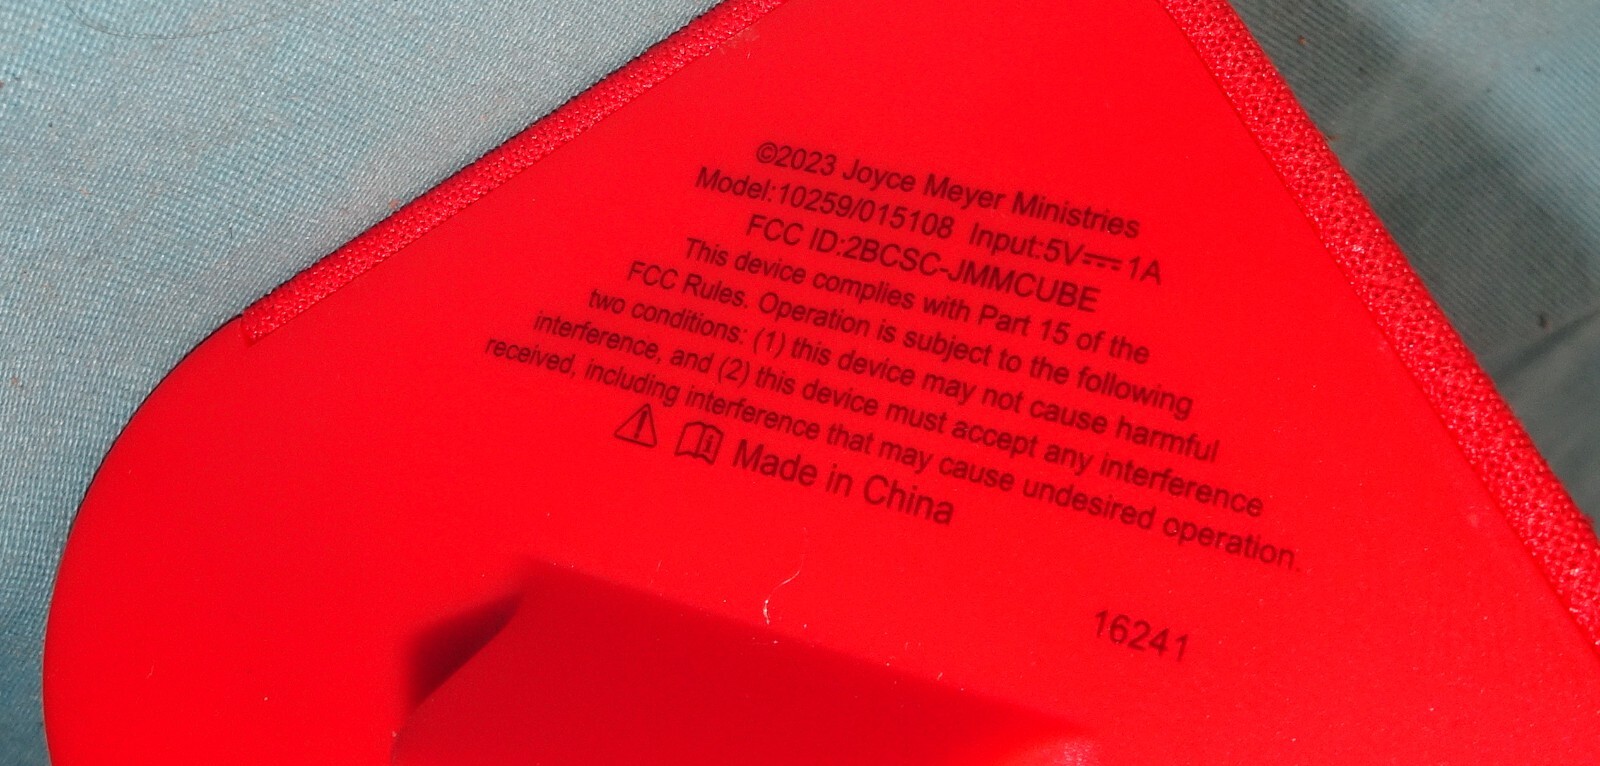 ©2023 Joyce Meyer Ministries
Model:10259/015108 Input:5V⎓1A
FCC ID:2BCSC-JMMCUBE
This device complies with Part 15 of the
FCC Rules. Operation is subject to the following
two conditions: (1) this device may not cause harmful
interference, and (2) this device must accept any interference
received, including interference that may cause undesired operation.
Made in China
16241